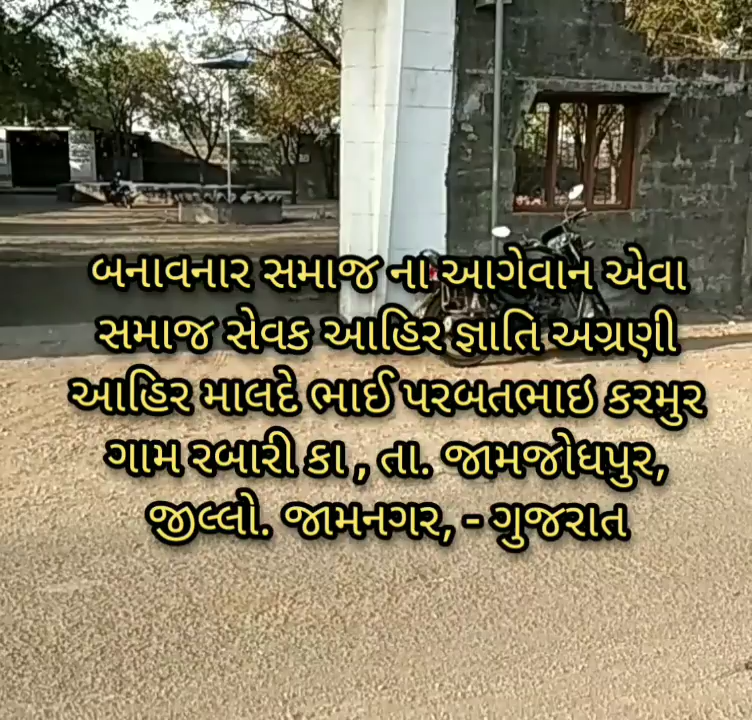 બનાવનાર સમાજ ના આગેવાન એવા
સમાજ સેવક આહિર જ્ઞાતિ અગ્રણી
આહિર માલદે ભાઈ પરબતભાઇ કરમુર
ગામ રબારી કા , તા. જામજોધપુર,
જીલ્લો. જામનગર, - ગુજરાત